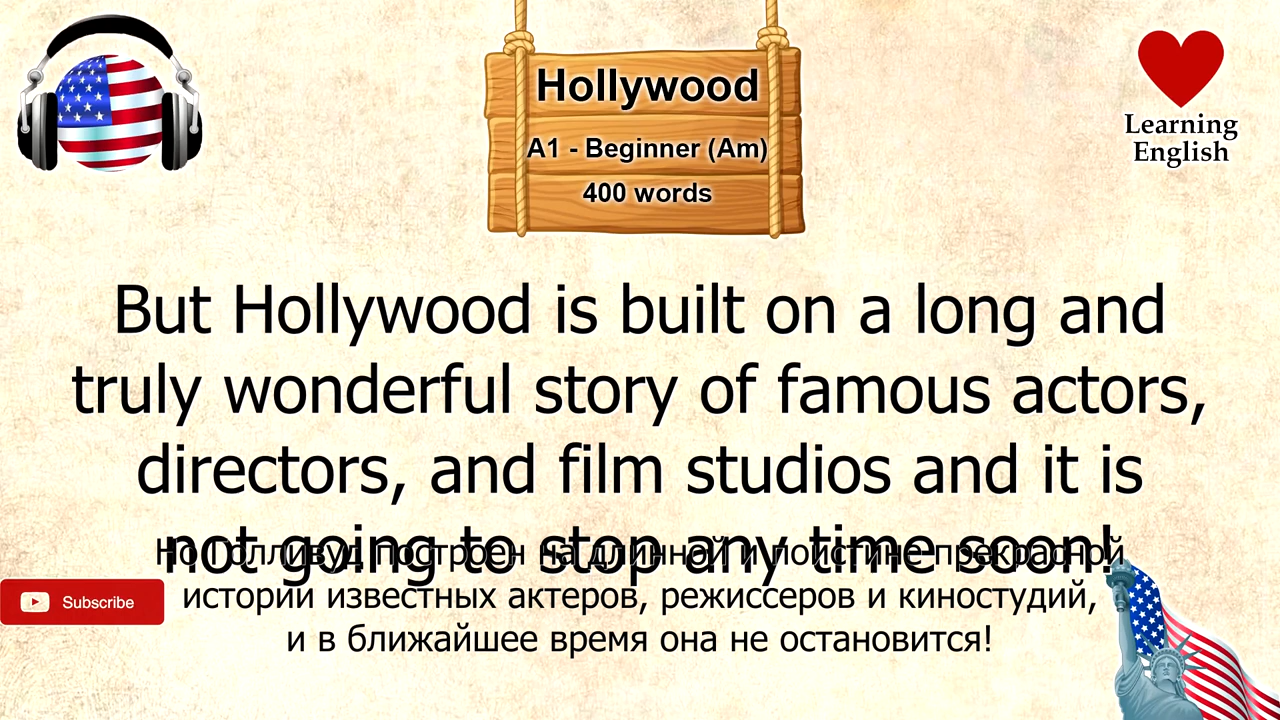 Hollywood
A1 - Beginner (Am)
400 words
Learning
English
But Hollywood is built on a long and
truly wonderful story of famous actors,
directors, and film studios and it is
not going to stop any time soon!
Но Голливуд построен на длинной и поистине прекрасной
истории известных актеров, режиссеров и киностудий,
и в ближайшее время она не остановится!
Subscribe